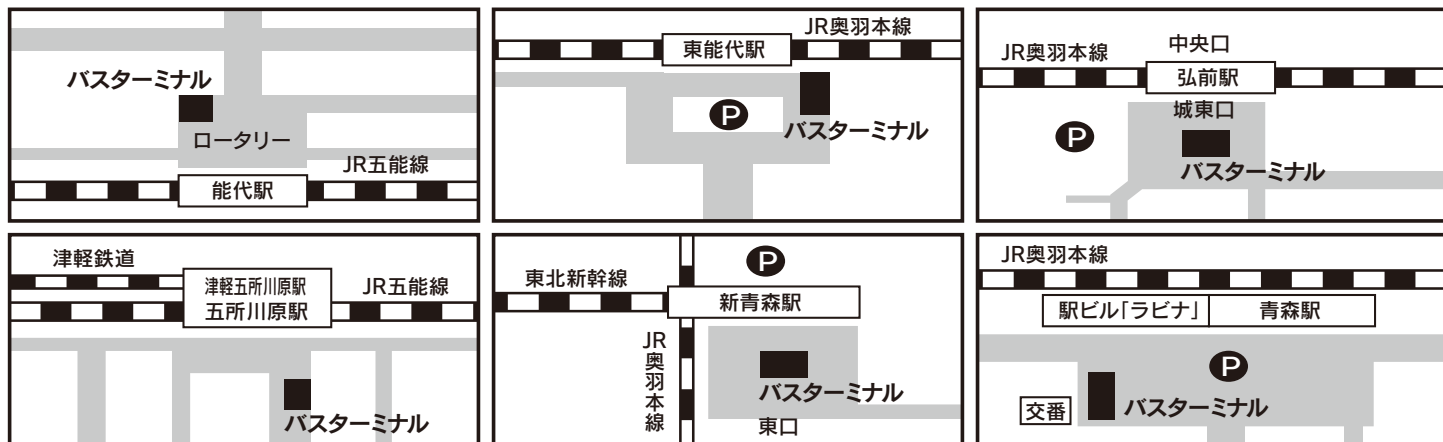 バスターミナル
ロータリー
JR五能線
能代駅
JR奥羽本線
東能代駅
P
バスターミナル
中央口
JR奥羽本線
弘前駅
城東口
P
バスターミナル
津軽鉄道
津軽五所川原駅
JR五能線
五所川原駅
バスターミナル
P
東北新幹線
新青森駅
JR奥羽本線
バスターミナル
東口
JR奥羽本線
駅ビル「ラビナ」
青森駅
P
交番
バスターミナル